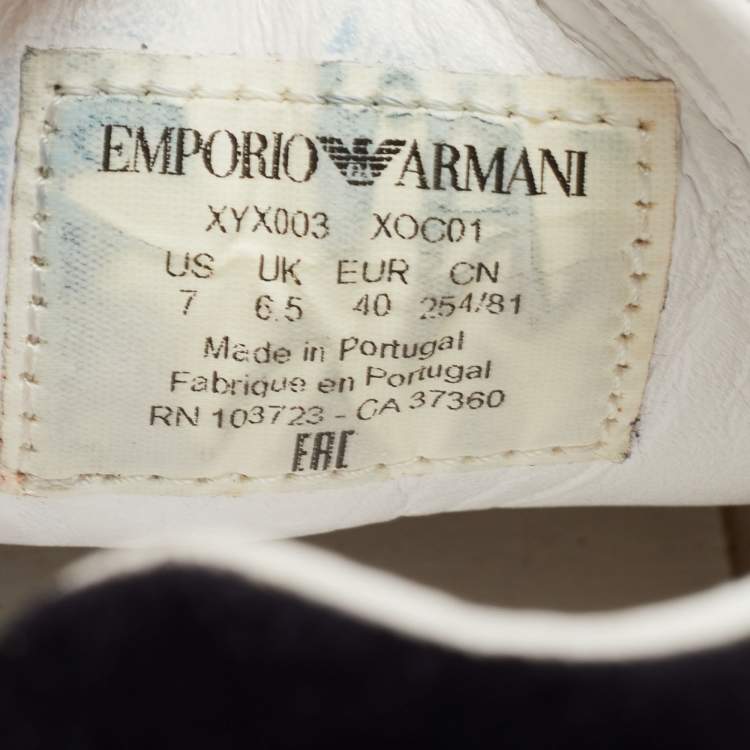 EMPORIO ARMANI
XYX003 XOC01
US UK EUR CN
7 6.5 40 254/81
Made in Portugal
Fabriqué en Portugal
RN 103723 - CA 37360
EAC